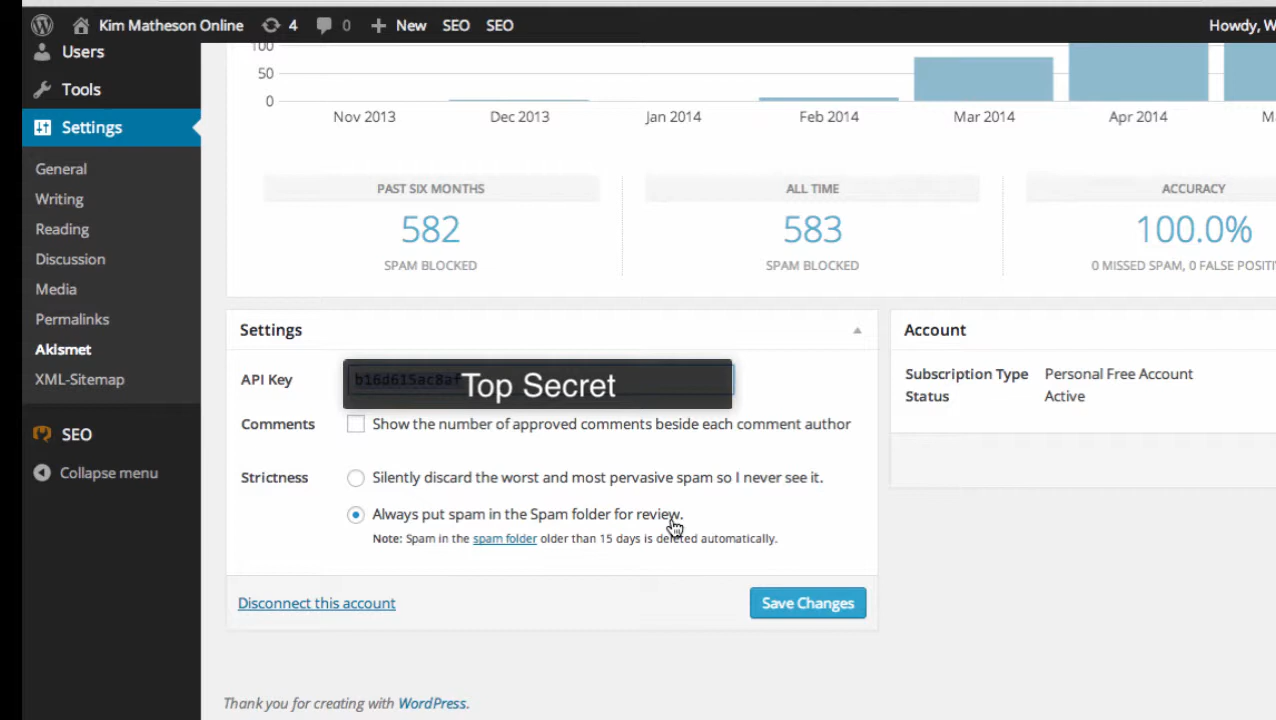 Kim Matheson Online 4 0 New SEO SEO Howdy, W
Users
Tools
Settings
General
Writing
Reading
Discussion
Media
Permalinks
Akismet
XML-Sitemap
SEO
Collapse menu
100
50
0
Nov 2013 Dec 2013 Jan 2014 Feb 2014 Mar 2014 Apr 2014 Ma
PAST SIX MONTHS
582
SPAM BLOCKED
ALL TIME
583
SPAM BLOCKED
ACCURACY
100.0%
0 MISSED SPAM, 0 FALSE POSITI
Settings
API Key Top Secret
Comments Show the number of approved comments beside each comment author
Strictness Silently discard the worst and most pervasive spam so I never see it.
Always put spam in the Spam folder for review.
Note: Spam in the spam folder older than 15 days is deleted automatically.
Disconnect this account Save Changes
Account
Subscription Type Personal Free Account
Status Active
Thank you for creating with WordPress.